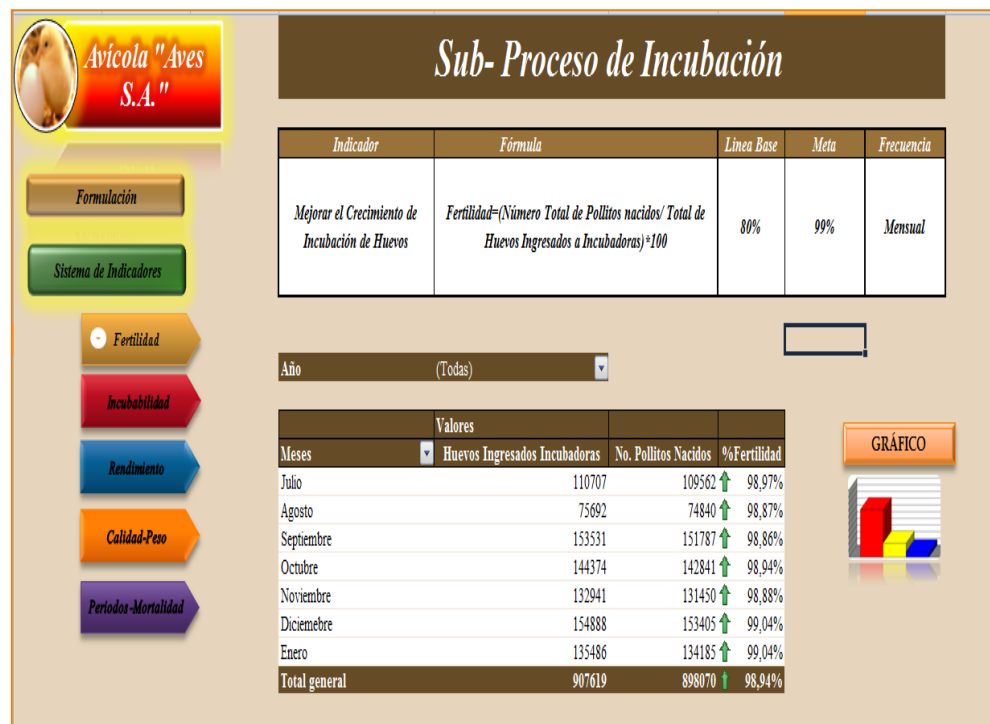 Avícola "Aves
S.A."
Sub- Proceso de Incubación
Indicador Fórmula Linea Base Meta Frecuencia
Mejorar el Crecimiento de
Incubación de Huevos
Fertilidad=(Número Total de Pollitos nacidos/ Total de
Huevos Ingresados a Incubadoras)*100
80% 99% Mensual
Formulación
Sistema de Indicadores
- Fertilidad
Incubabilidad
Rendimiento
Calidad-Peso
Periodos-Mortalidad
Año (Todas)
Valores
Meses Huevos Ingresados Incubadoras No. Pollitos Nacidos %Fertilidad
Julio 110707 109562 98,97%
Agosto 75692 74840 98,87%
Septiembre 153531 151787 98,86%
Octubre 144374 142841 98,94%
Noviembre 132941 131450 98,88%
Diciemebre 154888 153405 99,04%
Enero 135486 134185 99,04%
Total general 907619 898070 98,94%
GRÁFICO